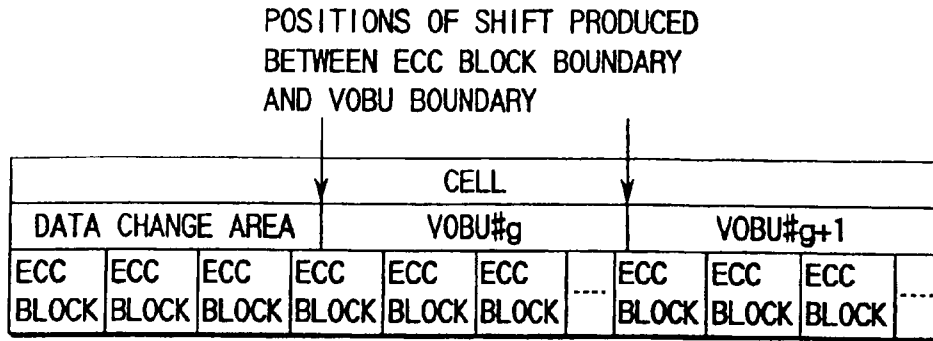 POSITIONS OF SHIFT PRODUCED
BETWEEN ECC BLOCK BOUNDARY
AND VOBU BOUNDARY
CELL
DATA CHANGE AREA VOBU#g VOBU#g+1
ECC ECC ECC ECC ECC ECC ---- ECC ECC ECC ----
BLOCK BLOCK BLOCK BLOCK BLOCK BLOCK BLOCK BLOCK BLOCK